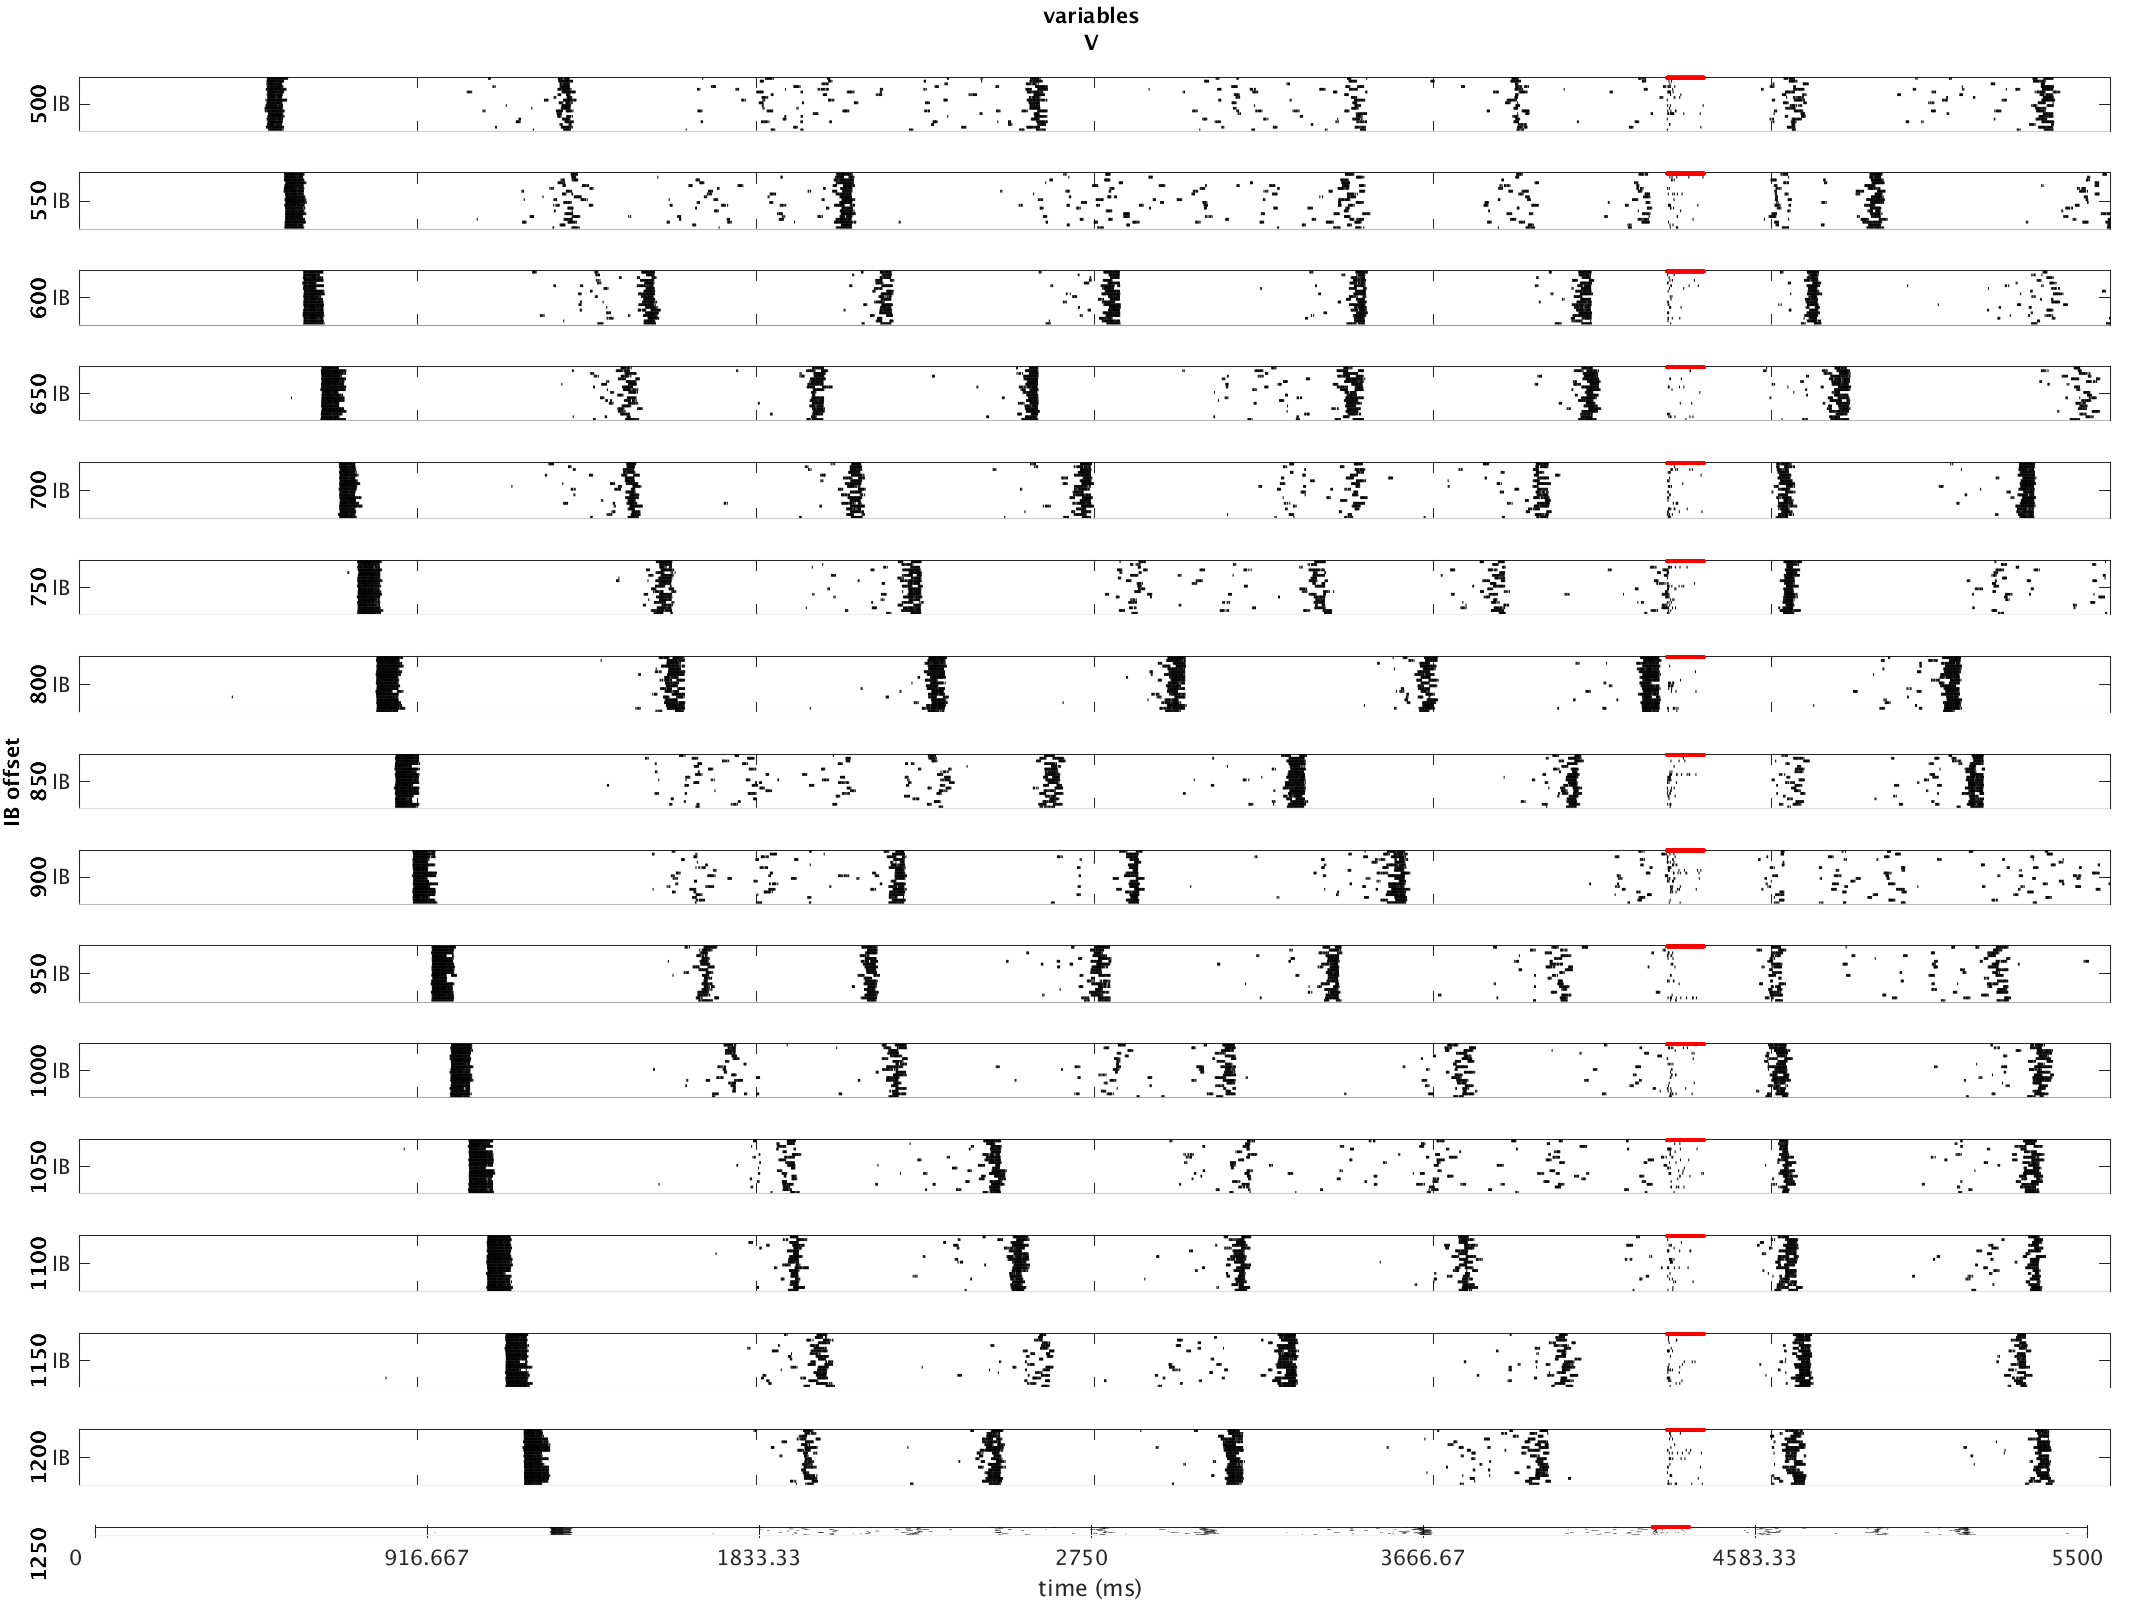 variables
V
500 IB
550 IB
600 IB
650 IB
700 IB
750 IB
800 IB
850 IB
900 IB
950 IB
1000 IB
1050 IB
1100 IB
1150 IB
1200 IB
1250
IB offset
0 916.667 1833.33 2750 3666.67 4583.33 5500
time (ms)